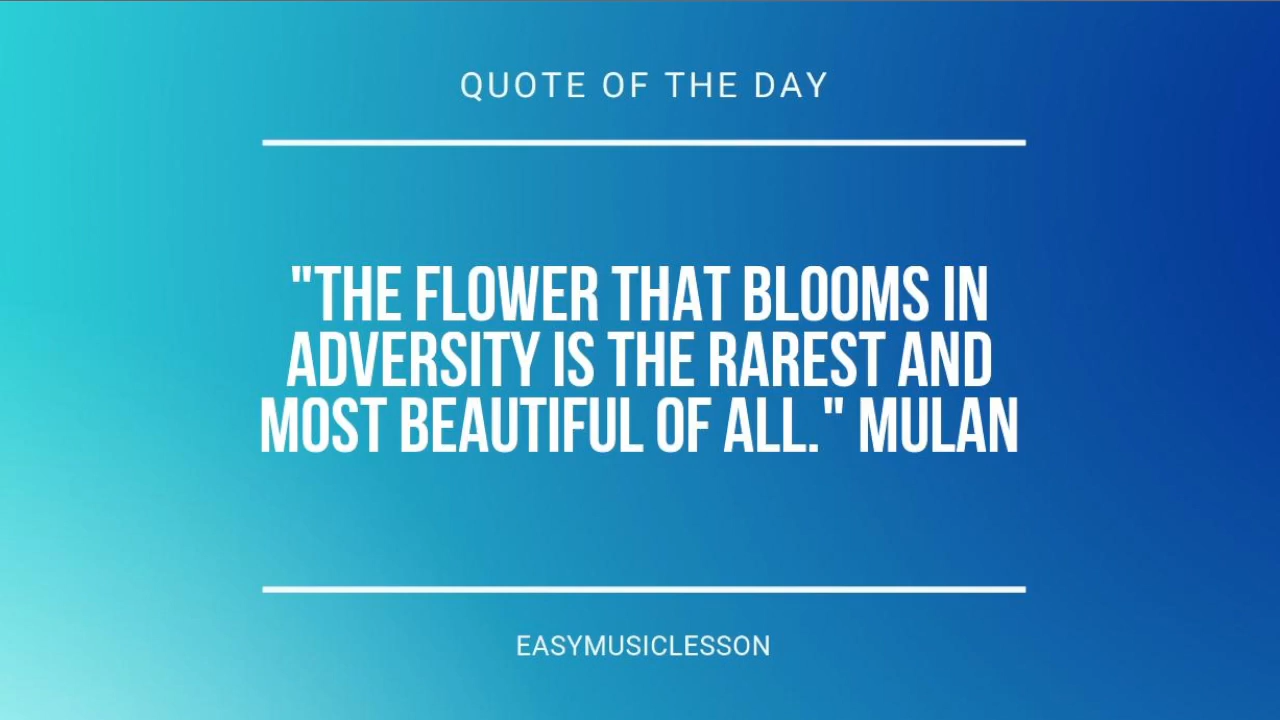 QUOTE OF THE DAY
"THE FLOWER THAT BLOOMS IN
ADVERSITY IS THE RAREST AND
MOST BEAUTIFUL OF ALL." MULAN
EASYMUSICLESSON